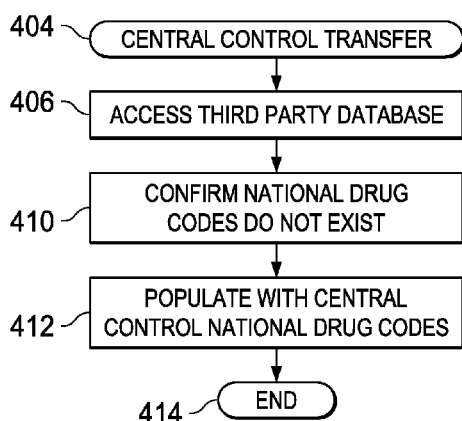 404 CENTRAL CONTROL TRANSFER
406 ACCESS THIRD PARTY DATABASE
CONFIRM NATIONAL DRUG
410 CODES DO NOT EXIST
POPULATE WITH CENTRAL
412 CONTROL NATIONAL DRUG CODES
END
414